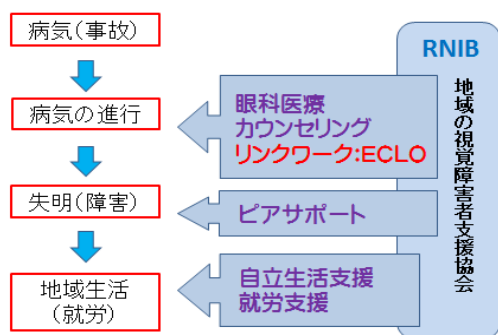 病気(事故)
病気の進行
失明(障害)
地域生活
(就労)
眼科医療
カウンセリング
リンクワーク:ECLO
ピアサポート
自立生活支援
就労支援
RNIB
地域の視覚障害者支援協会